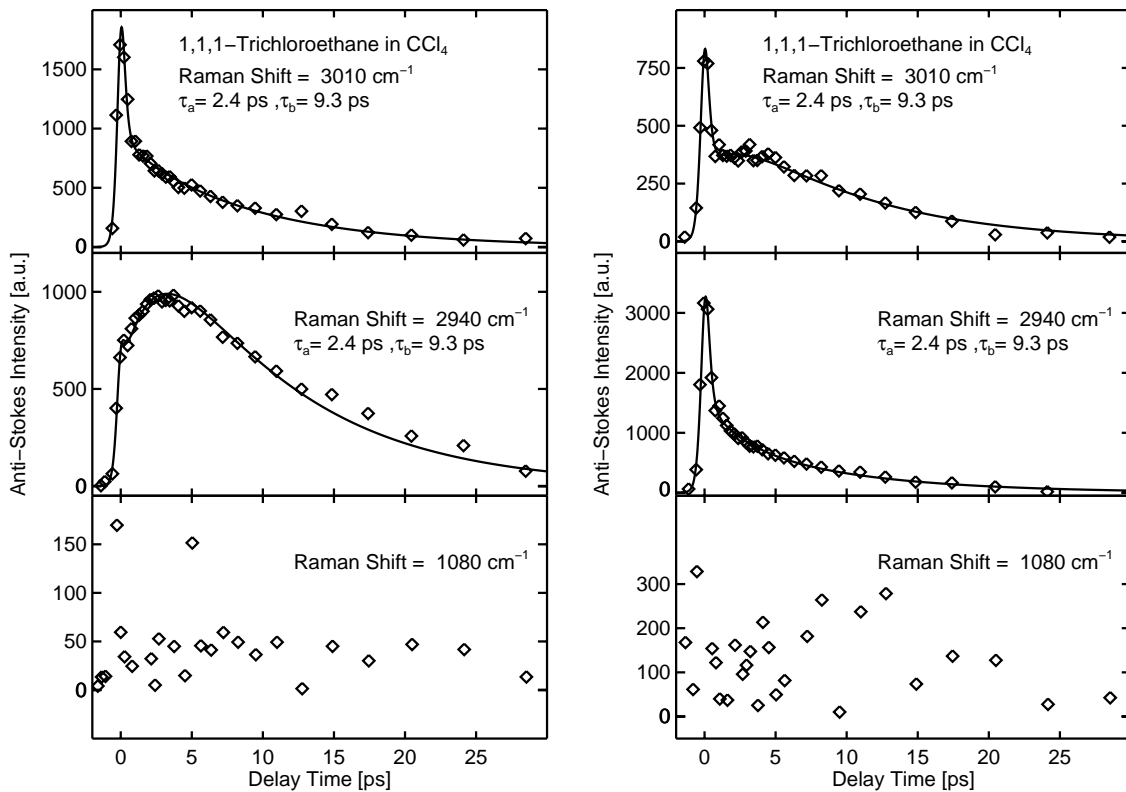 1,1,1−Trichloroethane in CCl₄
Raman Shift = 3010 cm⁻¹
τₐ= 2.4 ps ,τb= 9.3 ps
1500
1000
500
0
Raman Shift = 2940 cm⁻¹
τₐ= 2.4 ps ,τb= 9.3 ps
1000
500
0
Anti−Stokes Intensity [a.u.]
Raman Shift = 1080 cm⁻¹
150
100
50
0
0 5 10 15 20 25
Delay Time [ps]
1,1,1−Trichloroethane in CCl₄
Raman Shift = 3010 cm⁻¹
τₐ= 2.4 ps ,τb= 9.3 ps
750
500
250
0
Raman Shift = 2940 cm⁻¹
τₐ= 2.4 ps ,τb= 9.3 ps
3000
2000
1000
0
Anti−Stokes Intensity [a.u.]
Raman Shift = 1080 cm⁻¹
300
200
100
0
0 5 10 15 20 25
Delay Time [ps]